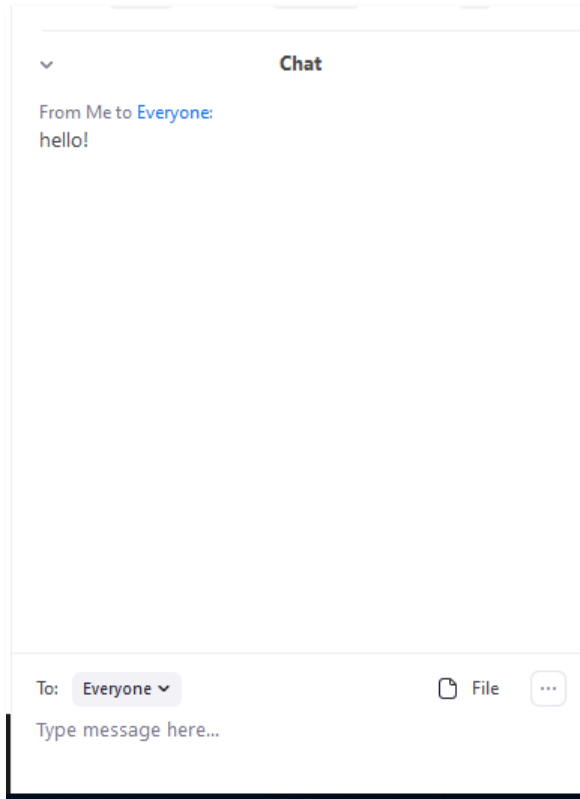 Chat
From Me to Everyone:
hello!
To: Everyone File
Type message here...